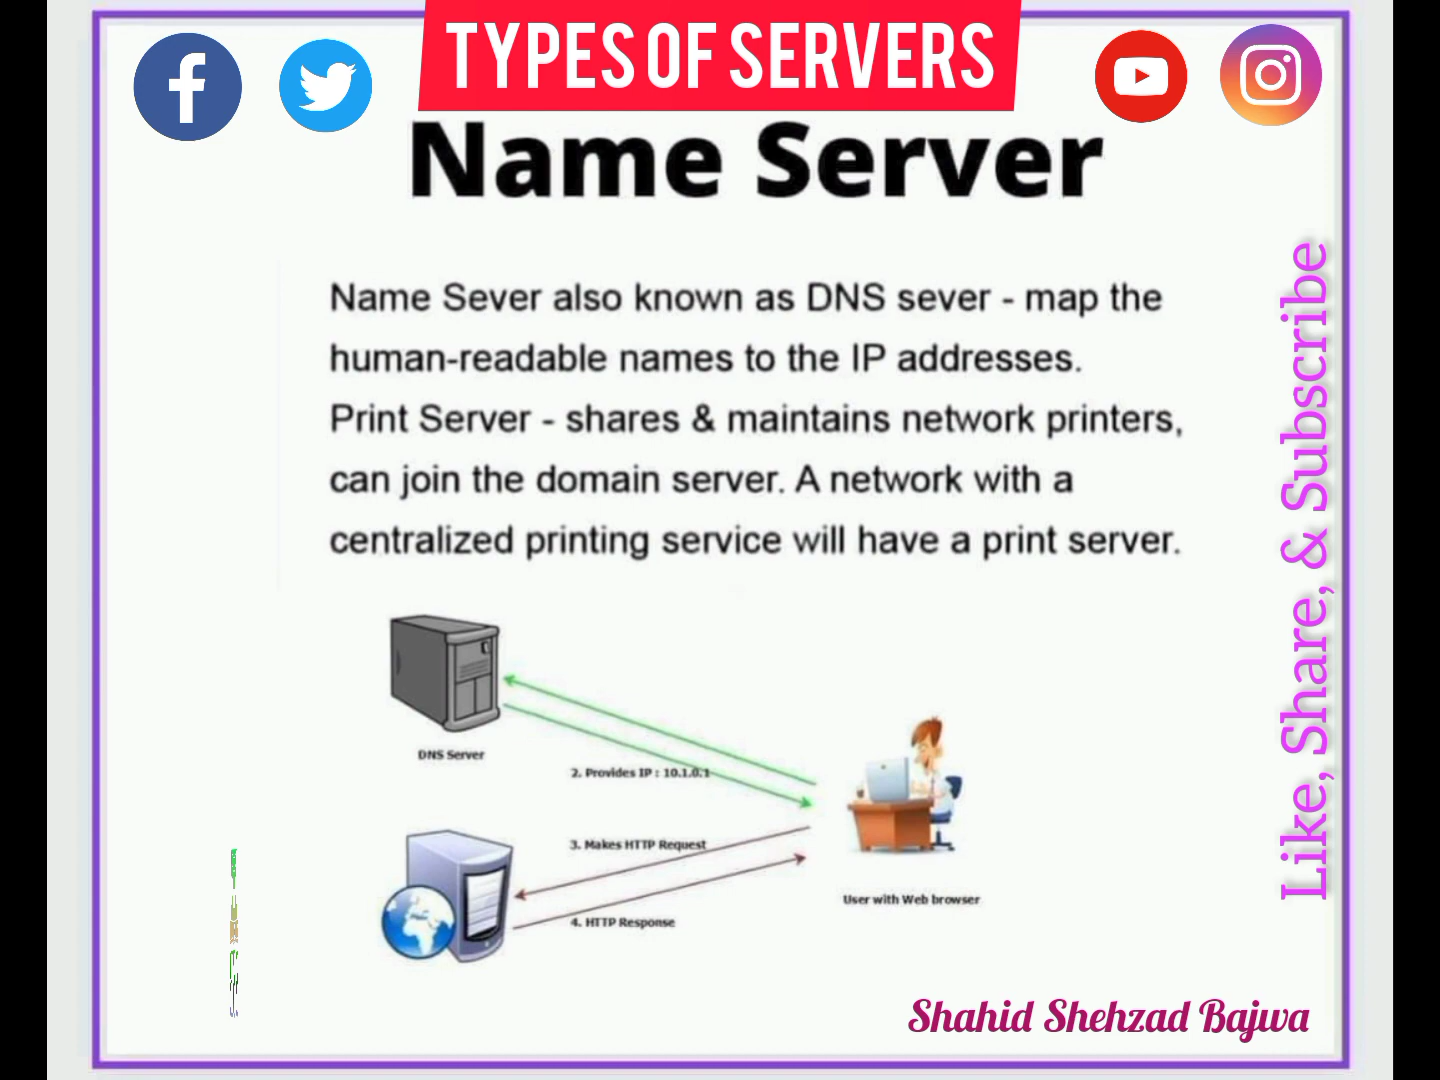 TYPES OF SERVERS
Name Server
Name Sever also known as DNS sever - map the
human-readable names to the IP addresses.
Print Server - shares & maintains network printers,
can join the domain server. A network with a
centralized printing service will have a print server.
DNS Server
2. Provides IP : 10.1.0.1
3. Makes HTTP Request
4. HTTP Response
User with Web browser
Like, Share, & Subscribe
Shahid Shehzad Bajwa